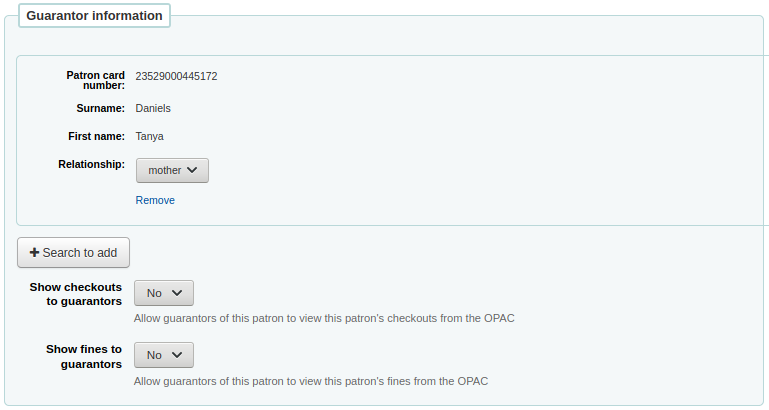 Guarantor information
Patron card
number: 23529000445172
Surname: Daniels
First name: Tanya
Relationship: mother
Remove
Search to add
Show checkouts
to guarantors No
Allow guarantors of this patron to view this patron's checkouts from the OPAC
Show fines to
guarantors No
Allow guarantors of this patron to view this patron's fines from the OPAC